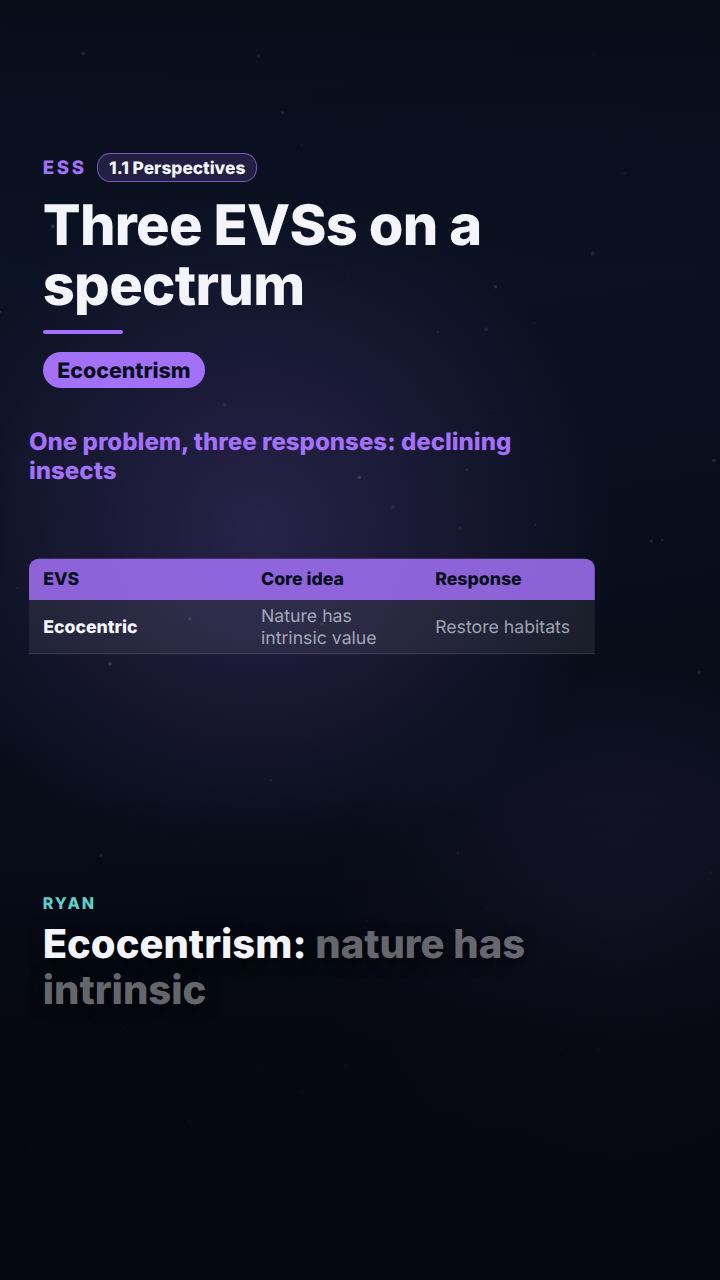 ESS 1.1 Perspectives
Three EVSs on a
spectrum
Ecocentrism
One problem, three responses: declining
insects
EVS Core idea Response
Ecocentric Nature has intrinsic value Restore habitats
RYAN
Ecocentrism: nature has
intrinsic